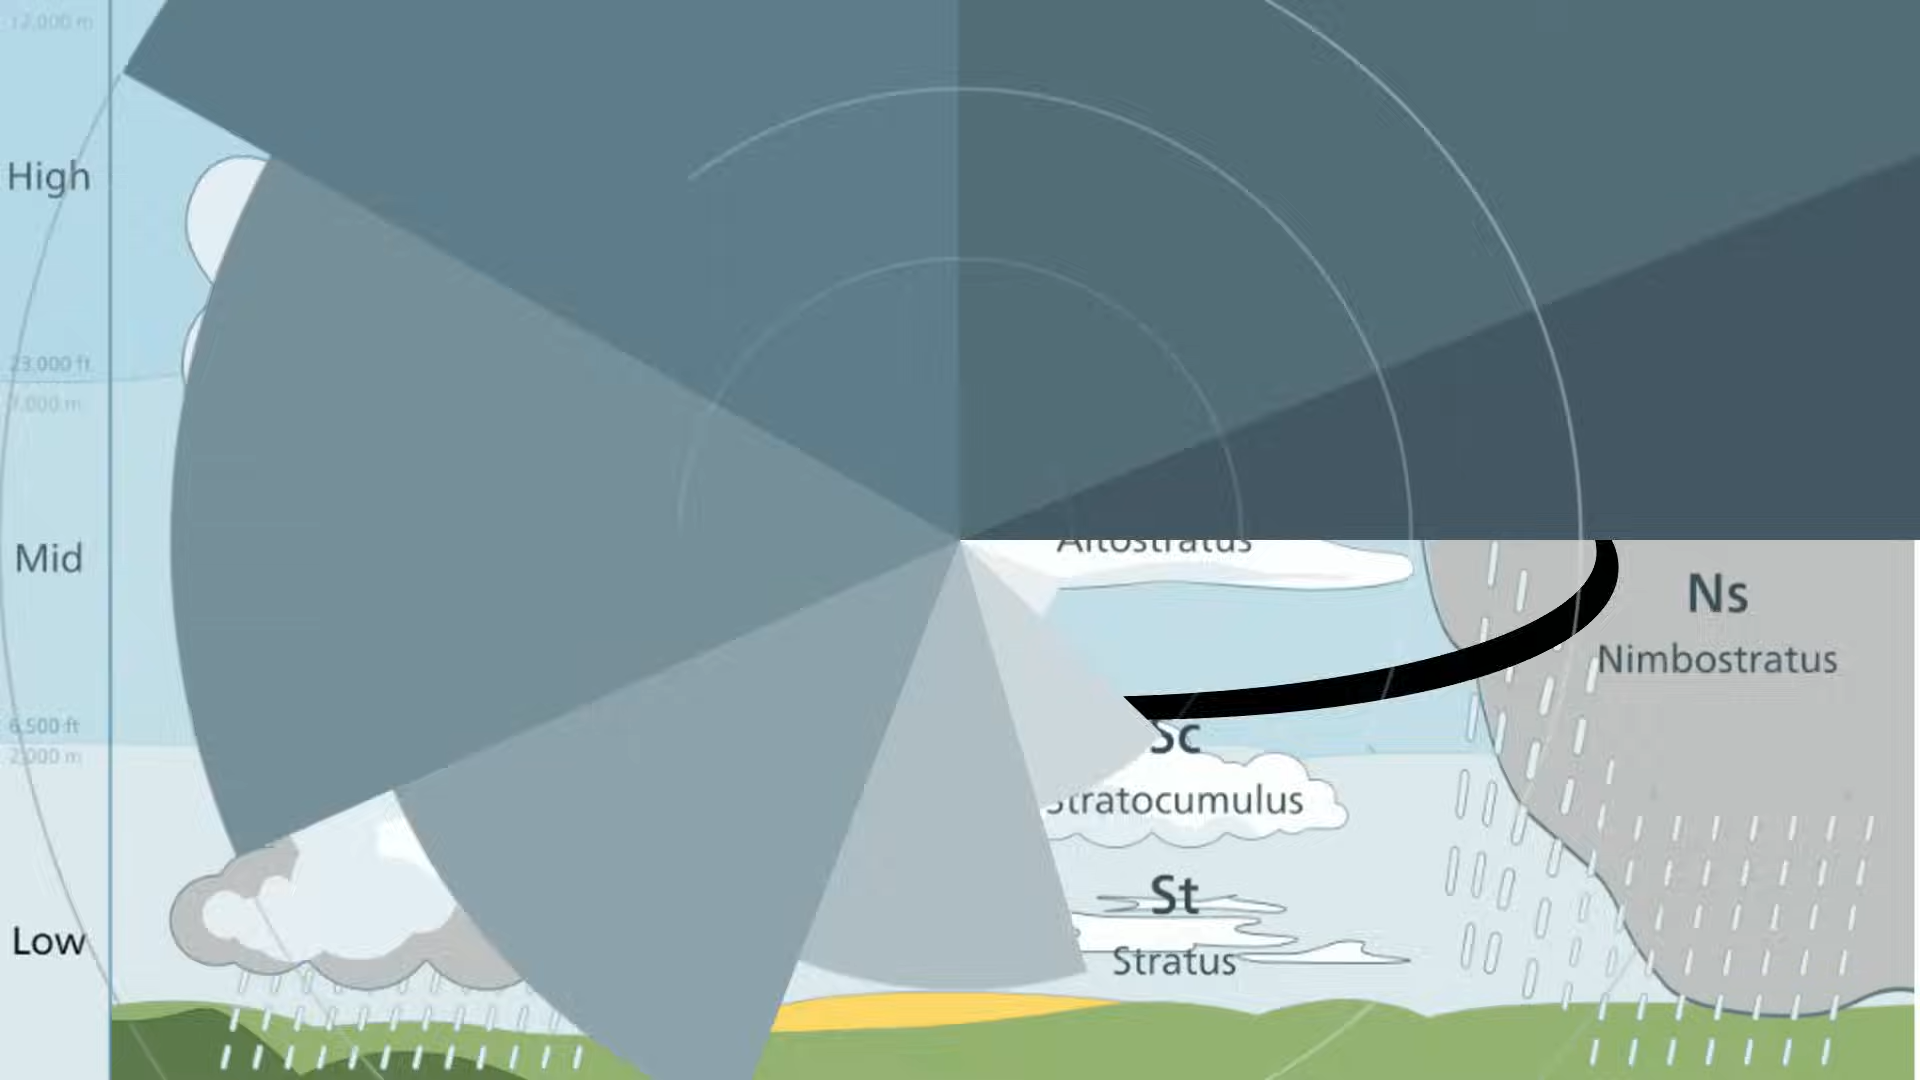 12,000 m
High
23,000 ft
7,000 m
Altostratus
Mid
Ns
Nimbostratus
6,500 ft
2,000 m
Sc
Stratocumulus
St
Low
Stratus